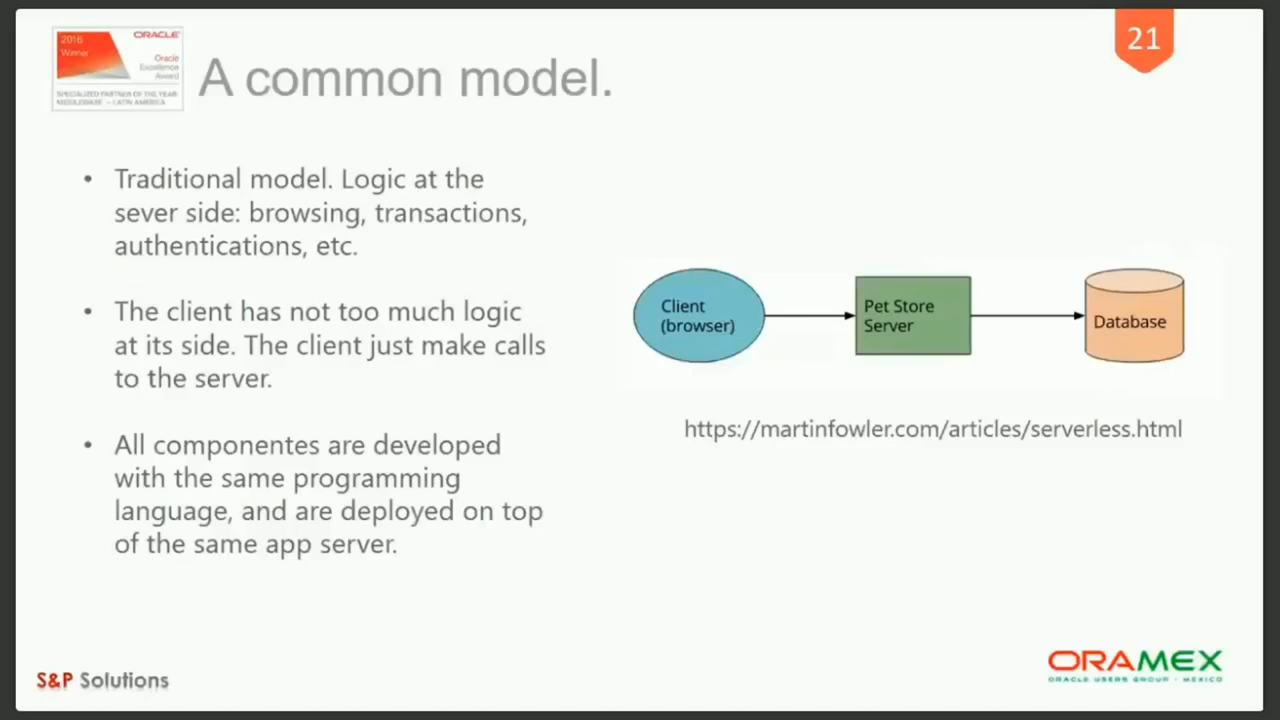 2016
Winner
ORACLE
Oracle
Excellence
Award
SPECIALIZED PARTNER OF THE YEAR
MIDDLEWARE – LATIN AMERICA
A common model.
21
• Traditional model. Logic at the
sever side: browsing, transactions,
authentications, etc.
• The client has not too much logic
at its side. The client just make calls
to the server.
• All componentes are developed
with the same programming
language, and are deployed on top
of the same app server.
Client
(browser)
Pet Store
Server
Database
https://martinfowler.com/articles/serverless.html
S&P Solutions
ORAMEX
ORACLE USERS GROUP - MEXICO